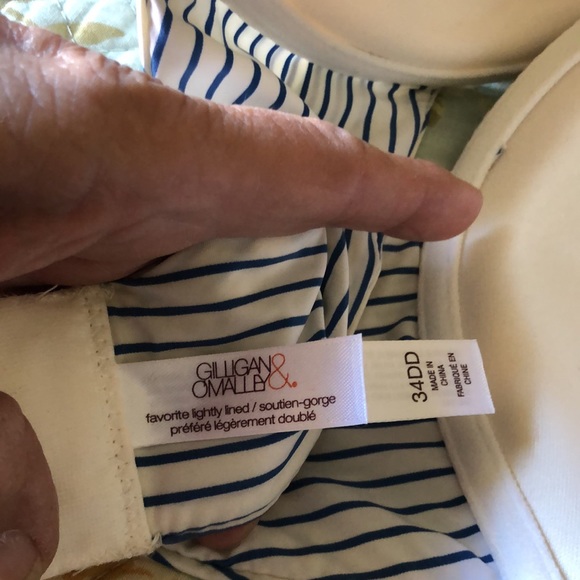 GILLIGAN &
O'MALLEY
favorite lightly lined / soutien-gorge
préféré légèrement doublé
34DD
MADE IN
CHINA
FABRIQUÉ EN
CHINE